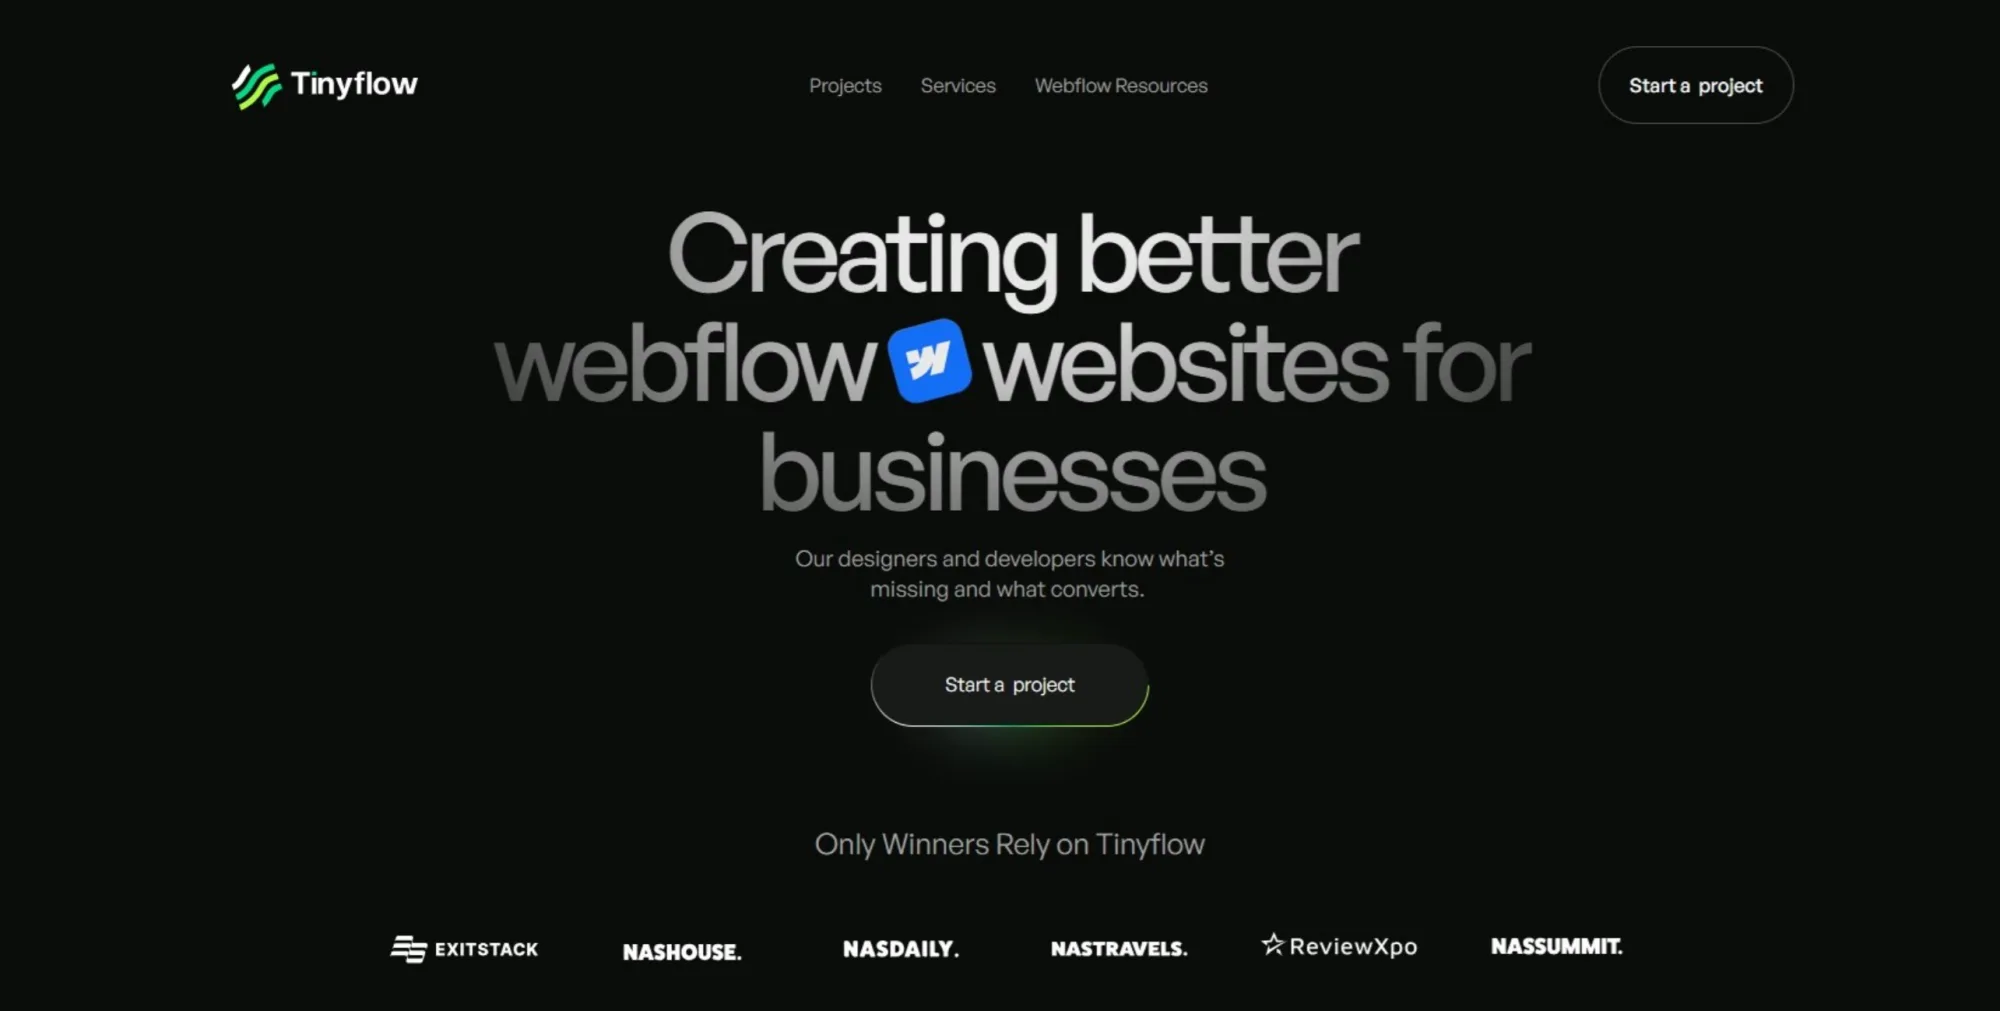 Tinyflow
Projects
Services
Webflow Resources
Start a project
Creating better
webflow websites for
businesses
Our designers and developers know what’s
missing and what converts.
Start a project
Only Winners Rely on Tinyflow
EXITSTACK
NASHOUSE.
NASDAILY.
NASTRAVELS.
ReviewXpo
NASSUMMIT.